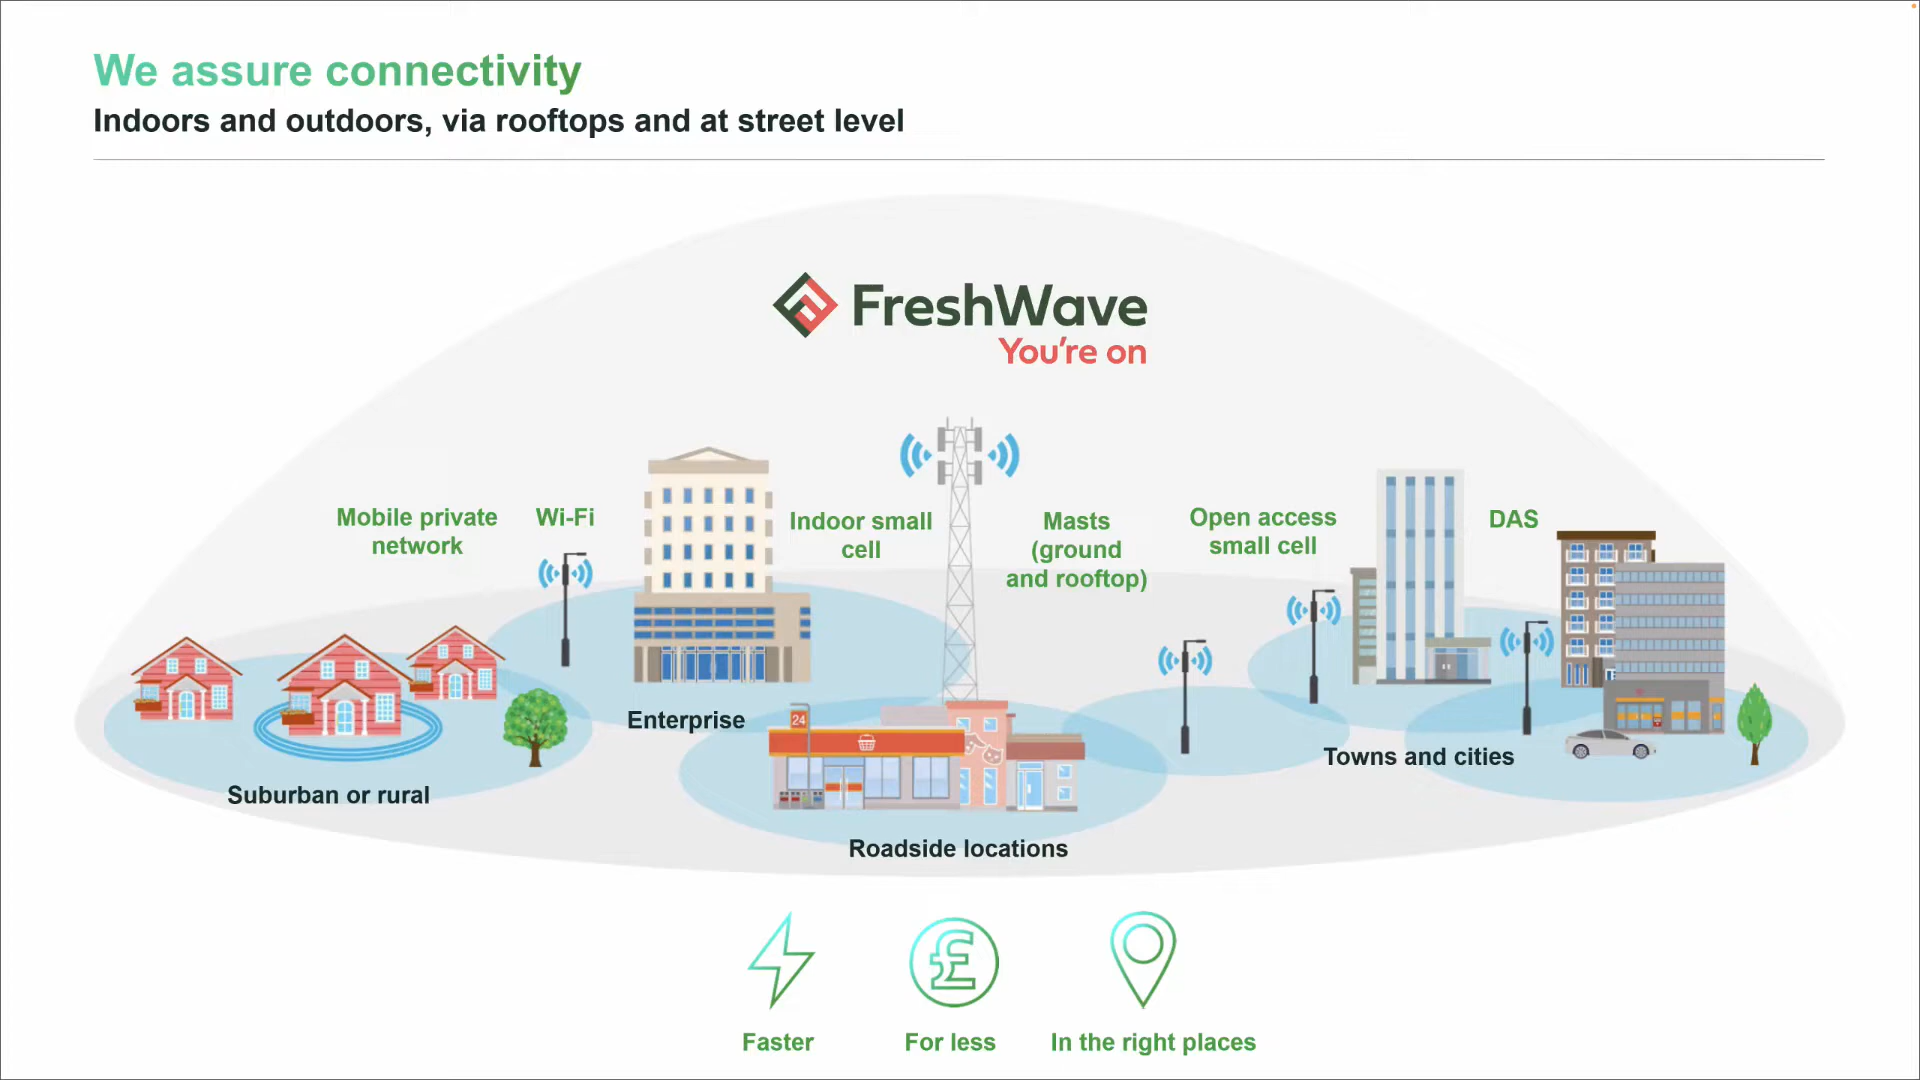 We assure connectivity
Indoors and outdoors, via rooftops and at street level
FreshWave
You're on
Mobile private
network
Wi-Fi
Indoor small
cell
Masts
(ground
and rooftop)
Open access
small cell
DAS
24
Enterprise
Towns and cities
Suburban or rural
Roadside locations
£
Faster
For less
In the right places